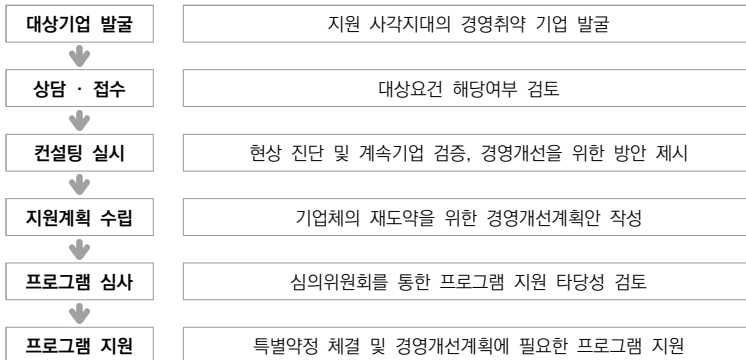 대상기업 발굴
지원 사각지대의 경영취약 기업 발굴
상담 · 접수
대상요건 해당여부 검토
컨설팅 실시
현상 진단 및 계속기업 검증, 경영개선을 위한 방안 제시
지원계획 수립
기업체의 재도약을 위한 경영개선계획안 작성
프로그램 심사
심의위원회를 통한 프로그램 지원 타당성 검토
프로그램 지원
특별약정 체결 및 경영개선계획에 필요한 프로그램 지원